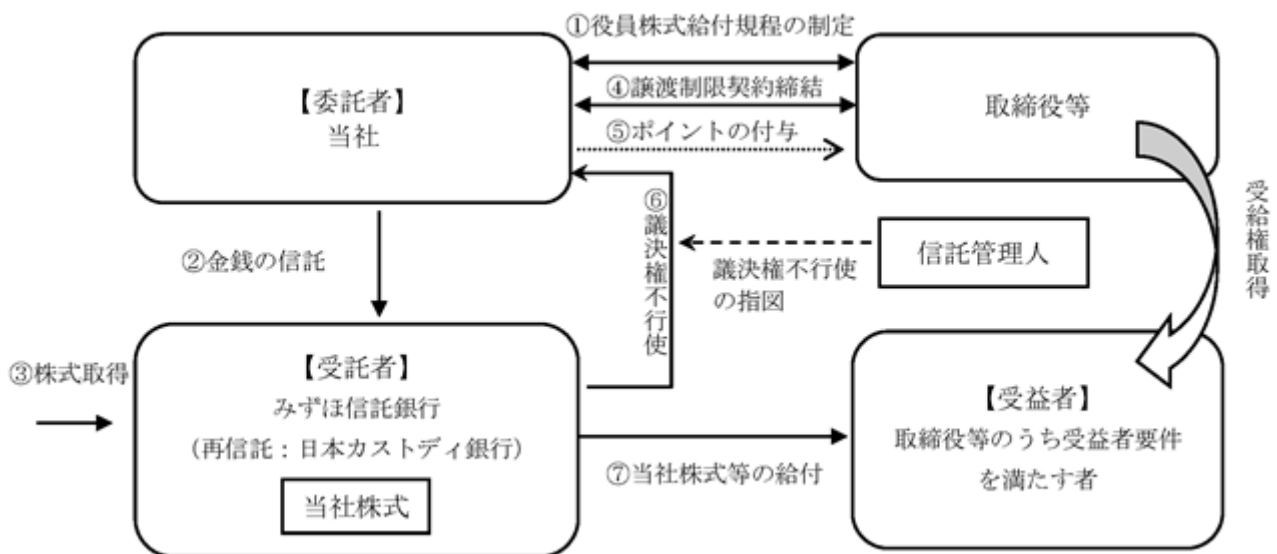 ①役員株式給付規程の制定
【委託者】
当社
④譲渡制限契約締結
⑤ポイントの付与
取締役等
受給権取得
②金銭の信託
⑥議決権不行使
議決権不行使
の指図
信託管理人
③株式取得
【受託者】
みずほ信託銀行
(再信託：日本カストディ銀行)
当社株式
⑦当社株式等の給付
【受益者】
取締役等のうち受益者要件
を満たす者